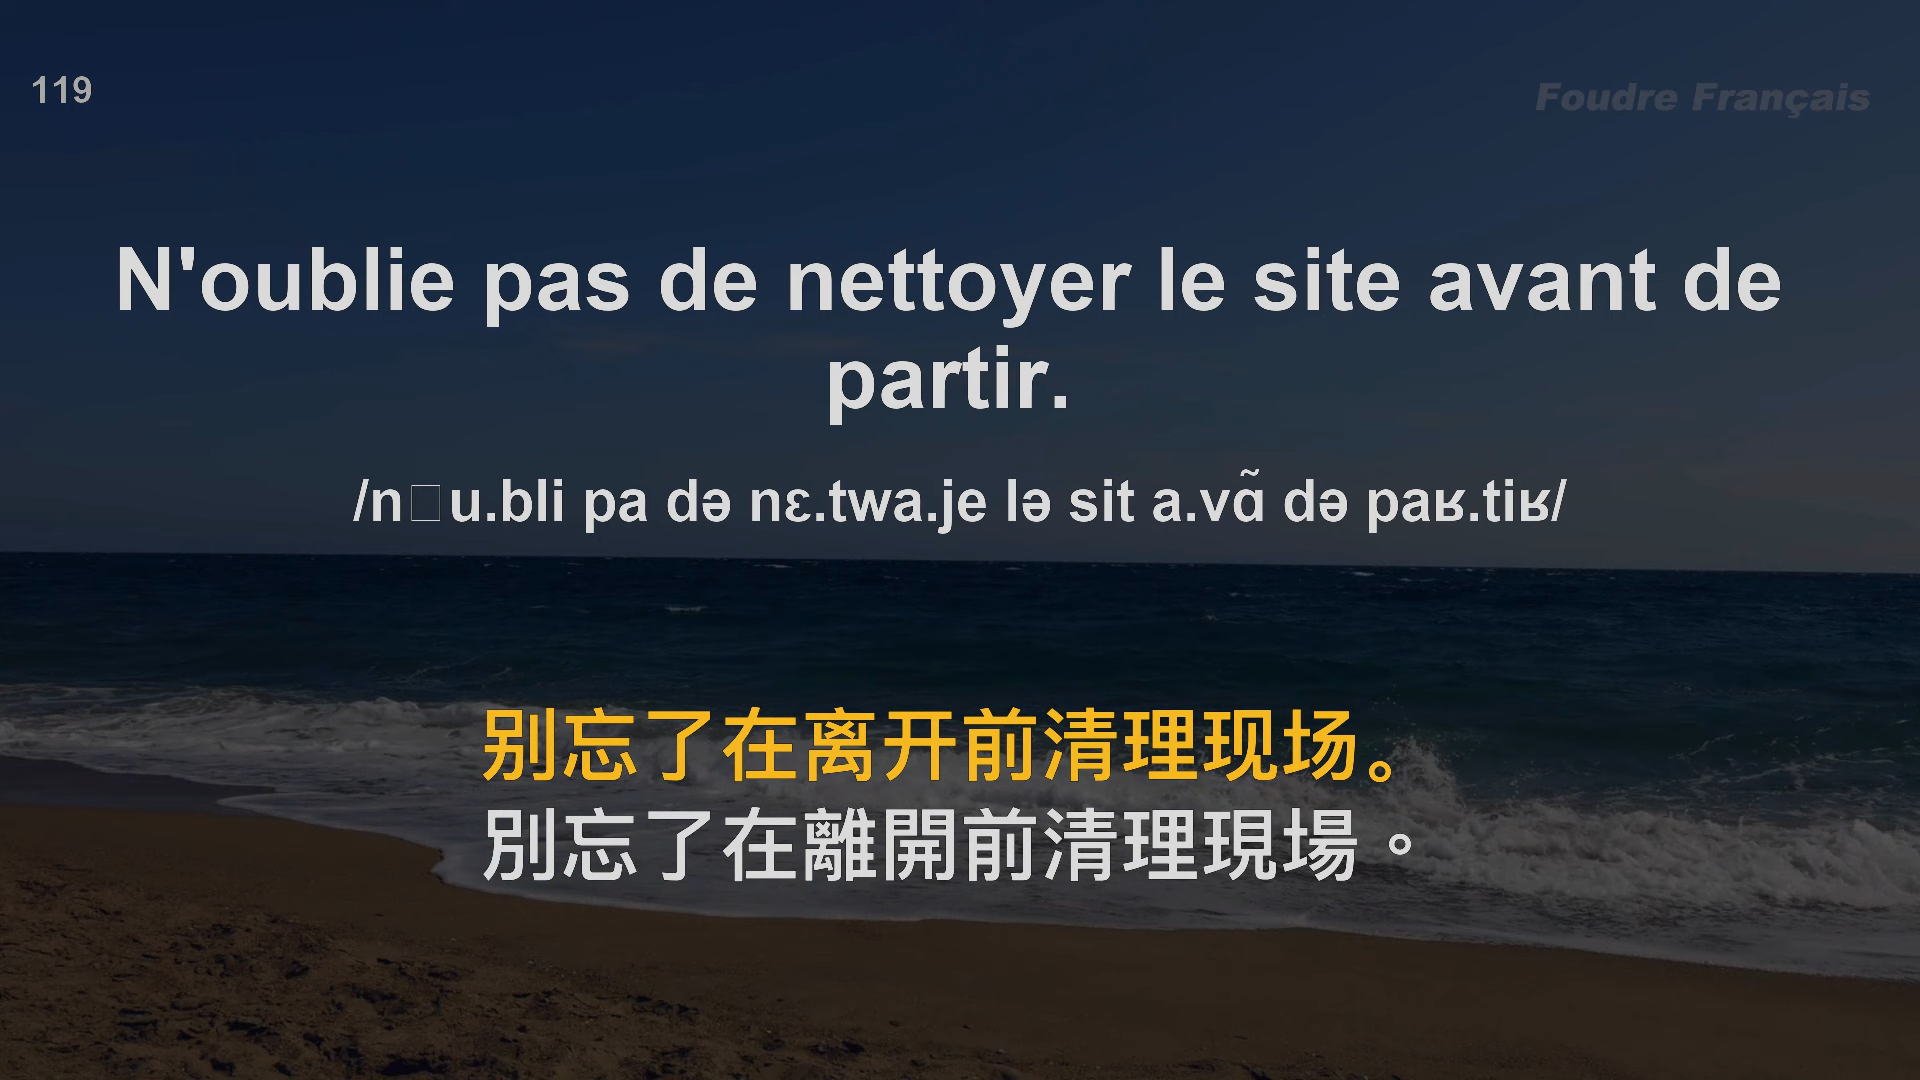 119
Foudre Français
N'oublie pas de nettoyer le site avant de
partir.
/n□u.bli pa də nɛ.twa.je lə sit a.vɑ̃ də paʁ.tiʁ/
别忘了在离开前清理现场。
別忘了在離開前清理現場。